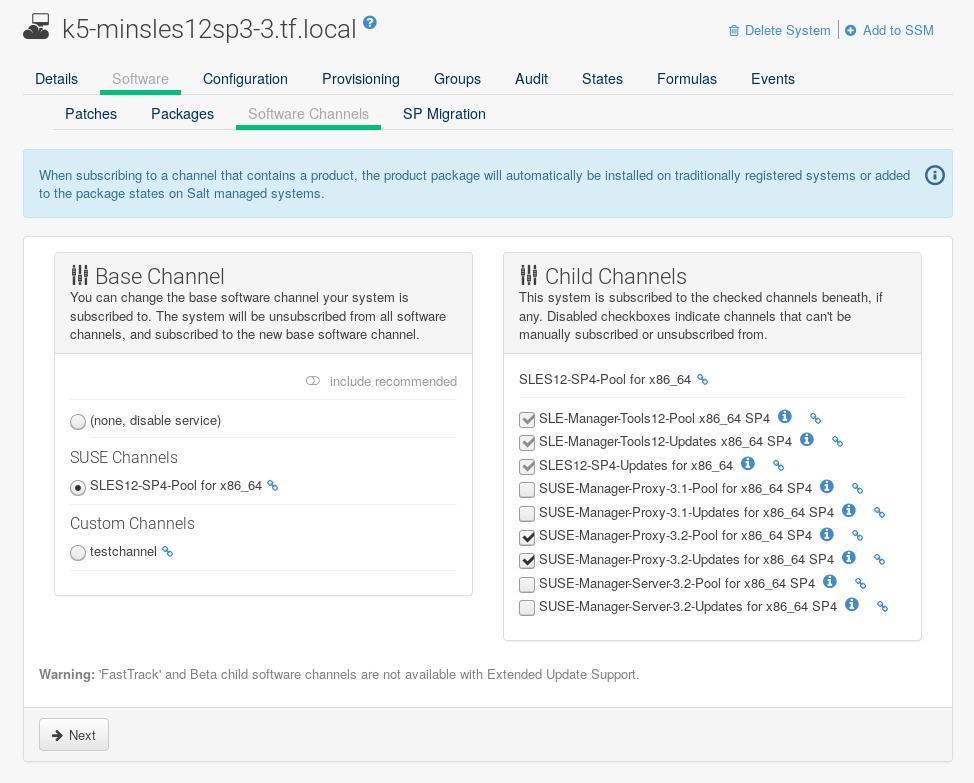 k5-minsles12sp3-3.tf.local
Delete System | Add to SSM
Details Software Configuration Provisioning Groups Audit States Formulas Events
Patches Packages Software Channels SP Migration
When subscribing to a channel that contains a product, the product package will automatically be installed on traditionally registered systems or added
to the package states on Salt managed systems.
Base Channel
You can change the base software channel your system is
subscribed to. The system will be unsubscribed from all software
channels, and subscribed to the new base software channel.
include recommended
(none, disable service)
SUSE Channels
SLES12-SP4-Pool for x86_64
Custom Channels
testchannel
Child Channels
This system is subscribed to the checked channels beneath, if
any. Disabled checkboxes indicate channels that can't be
manually subscribed or unsubscribed from.
SLES12-SP4-Pool for x86_64
SLE-Manager-Tools12-Pool x86_64 SP4
SLE-Manager-Tools12-Updates x86_64 SP4
SLES12-SP4-Updates for x86_64
SUSE-Manager-Proxy-3.1-Pool for x86_64 SP4
SUSE-Manager-Proxy-3.1-Updates for x86_64 SP4
SUSE-Manager-Proxy-3.2-Pool for x86_64 SP4
SUSE-Manager-Proxy-3.2-Updates for x86_64 SP4
SUSE-Manager-Server-3.2-Pool for x86_64 SP4
SUSE-Manager-Server-3.2-Updates for x86_64 SP4
Warning: 'FastTrack' and Beta child software channels are not available with Extended Update Support.
Next